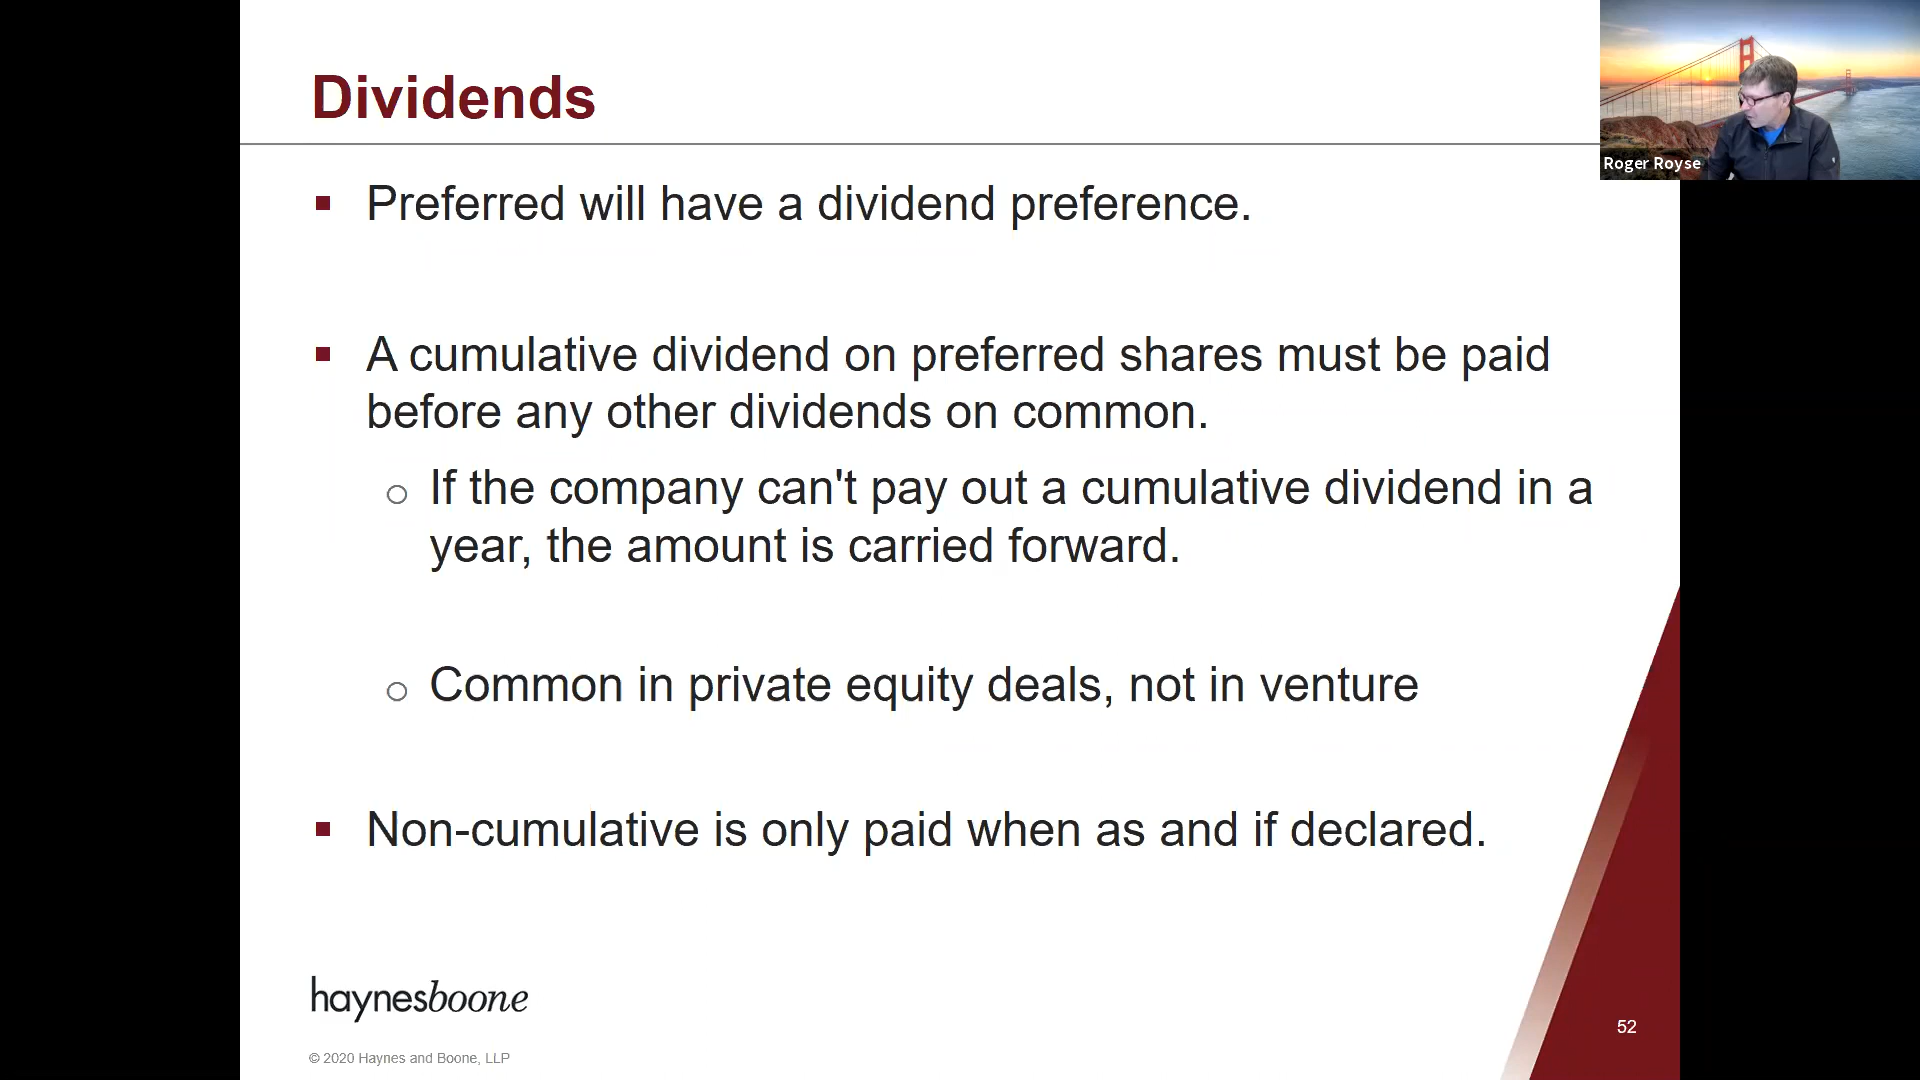 Dividends
Roger Royse
Preferred will have a dividend preference.
A cumulative dividend on preferred shares must be paid
before any other dividends on common.
If the company can't pay out a cumulative dividend in a
year, the amount is carried forward.
Common in private equity deals, not in venture
Non-cumulative is only paid when as and if declared.
haynesboone
52
© 2020 Haynes and Boone, LLP